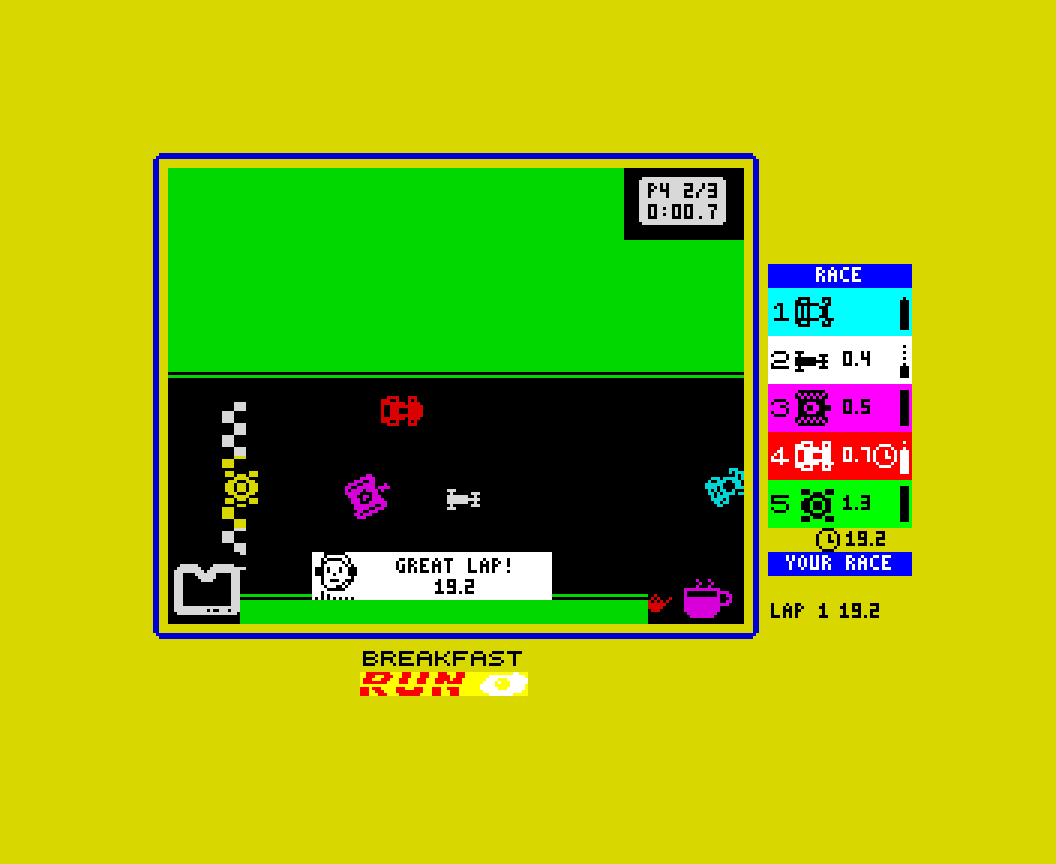 P4 2/3
0:00.7
RACE
1
2 0.4
3 0.5
4 0.7
5 1.3
19.2
YOUR RACE
LAP 1 19.2
GREAT LAP!
19.2
BREAKFAST
RUN